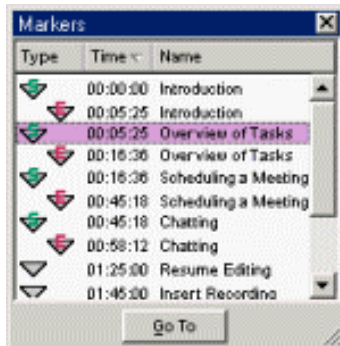 Markers
Type Time Name
S 00:00:00 Introduction
E 00:05:25 Introduction
S 00:05:25 Overview of Tasks
E 00:16:36 Overview of Tasks
S 00:16:36 Scheduling a Meeting
E 00:45:18 Scheduling a Meeting
S 00:45:18 Chatting
E 00:58:12 Chatting
01:25:00 Resume Editing
01:45:00 Insert Recording
Go To